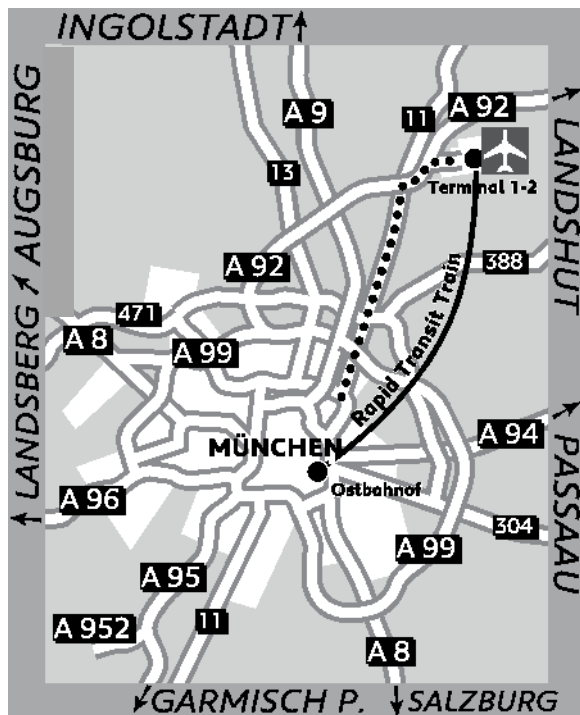 INGOLSTADT
LANDSBERG
AUGSBURG
LANDSHUT
PASSAU
A 9
11
A 92
13
Terminal 1-2
A 92
388
471
A 8
A 99
Rapid Transit Train
MÜNCHEN
A 94
Ostbahnhof
A 96
304
A 99
A 95
11
A 952
A 8
GARMISCH P.
SALZBURG